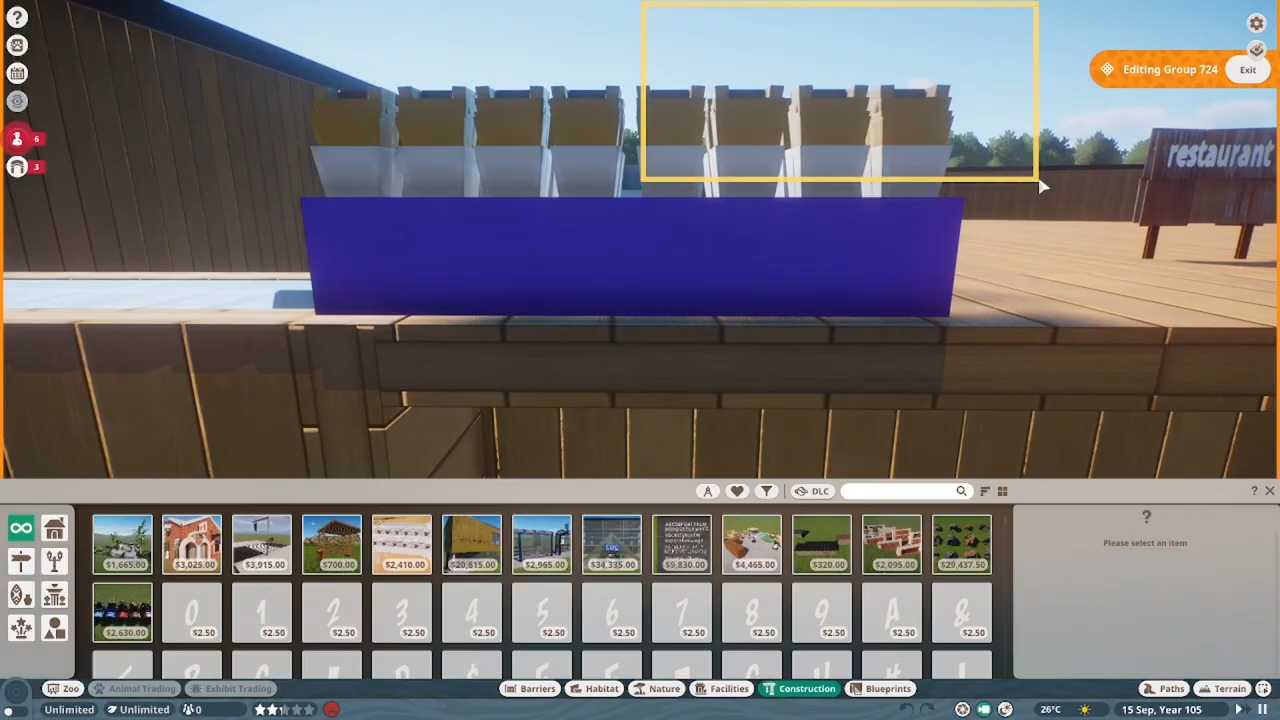 ?
Editing Group 724
Exit
6
3
restaurant
DLC
?
?
Please select an item
$1,665.00
$3,025.00
$3,915.00
$700.00
$2,410.00
$20,615.00
$2,965.00
$34,335.00
$9,830.00
$4,465.00
$320.00
$2,095.00
$29,437.50
$2,630.00
0 $2.50
1 $2.50
2 $2.50
3 $2.50
4 $2.50
5 $2.50
6 $2.50
7 $2.50
8 $2.50
9 $2.50
A $2.50
& $2.50
Zoo
Animal Trading
Exhibit Trading
Barriers
Habitat
Nature
Facilities
Construction
Blueprints
Paths
Terrain
Unlimited
Unlimited
0
26°C
15 Sep, Year 105